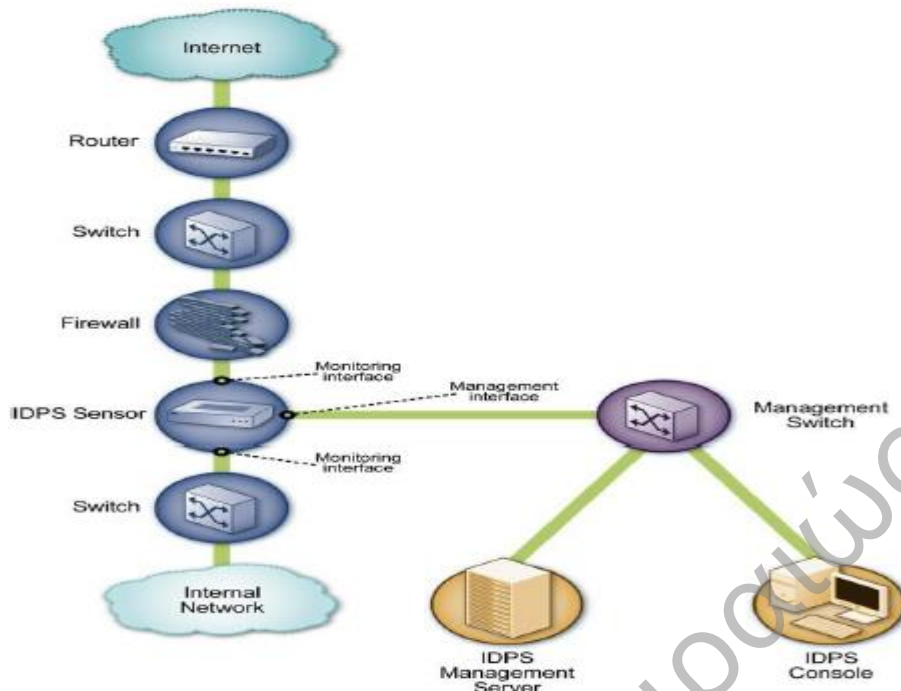 Internet
Router
Switch
Firewall
Monitoring
interface
Management
interface
IDPS Sensor
Management
Switch
Monitoring
interface
Switch
Internal
Network
IDPS
Management
Server
IDPS
Console